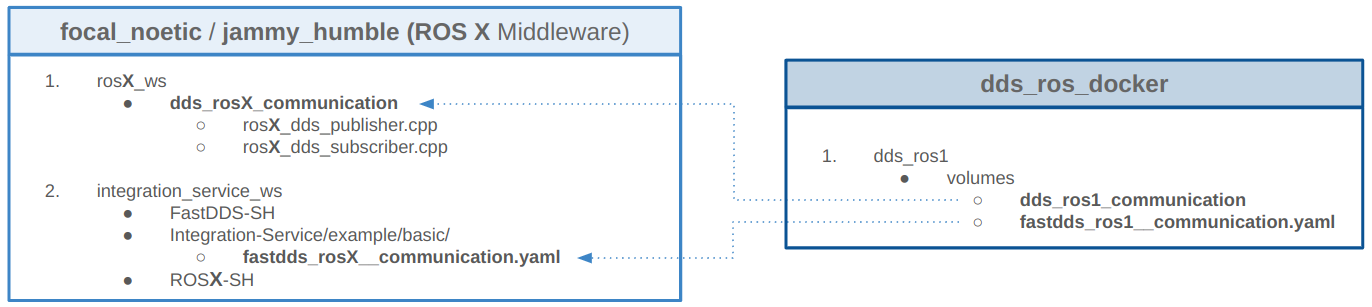 focal_noetic / jammy_humble (ROS X Middleware)
1. rosX_ws
● dds_rosX_communication
○ rosX_dds_publisher.cpp
○ rosX_dds_subscriber.cpp
2. integration_service_ws
● FastDDS-SH
● Integration-Service/example/basic/
○ fastdds_rosX__communication.yaml
● ROSX-SH
dds_ros_docker
1. dds_ros1
● volumes
○ dds_ros1_communication
○ fastdds_ros1__communication.yaml